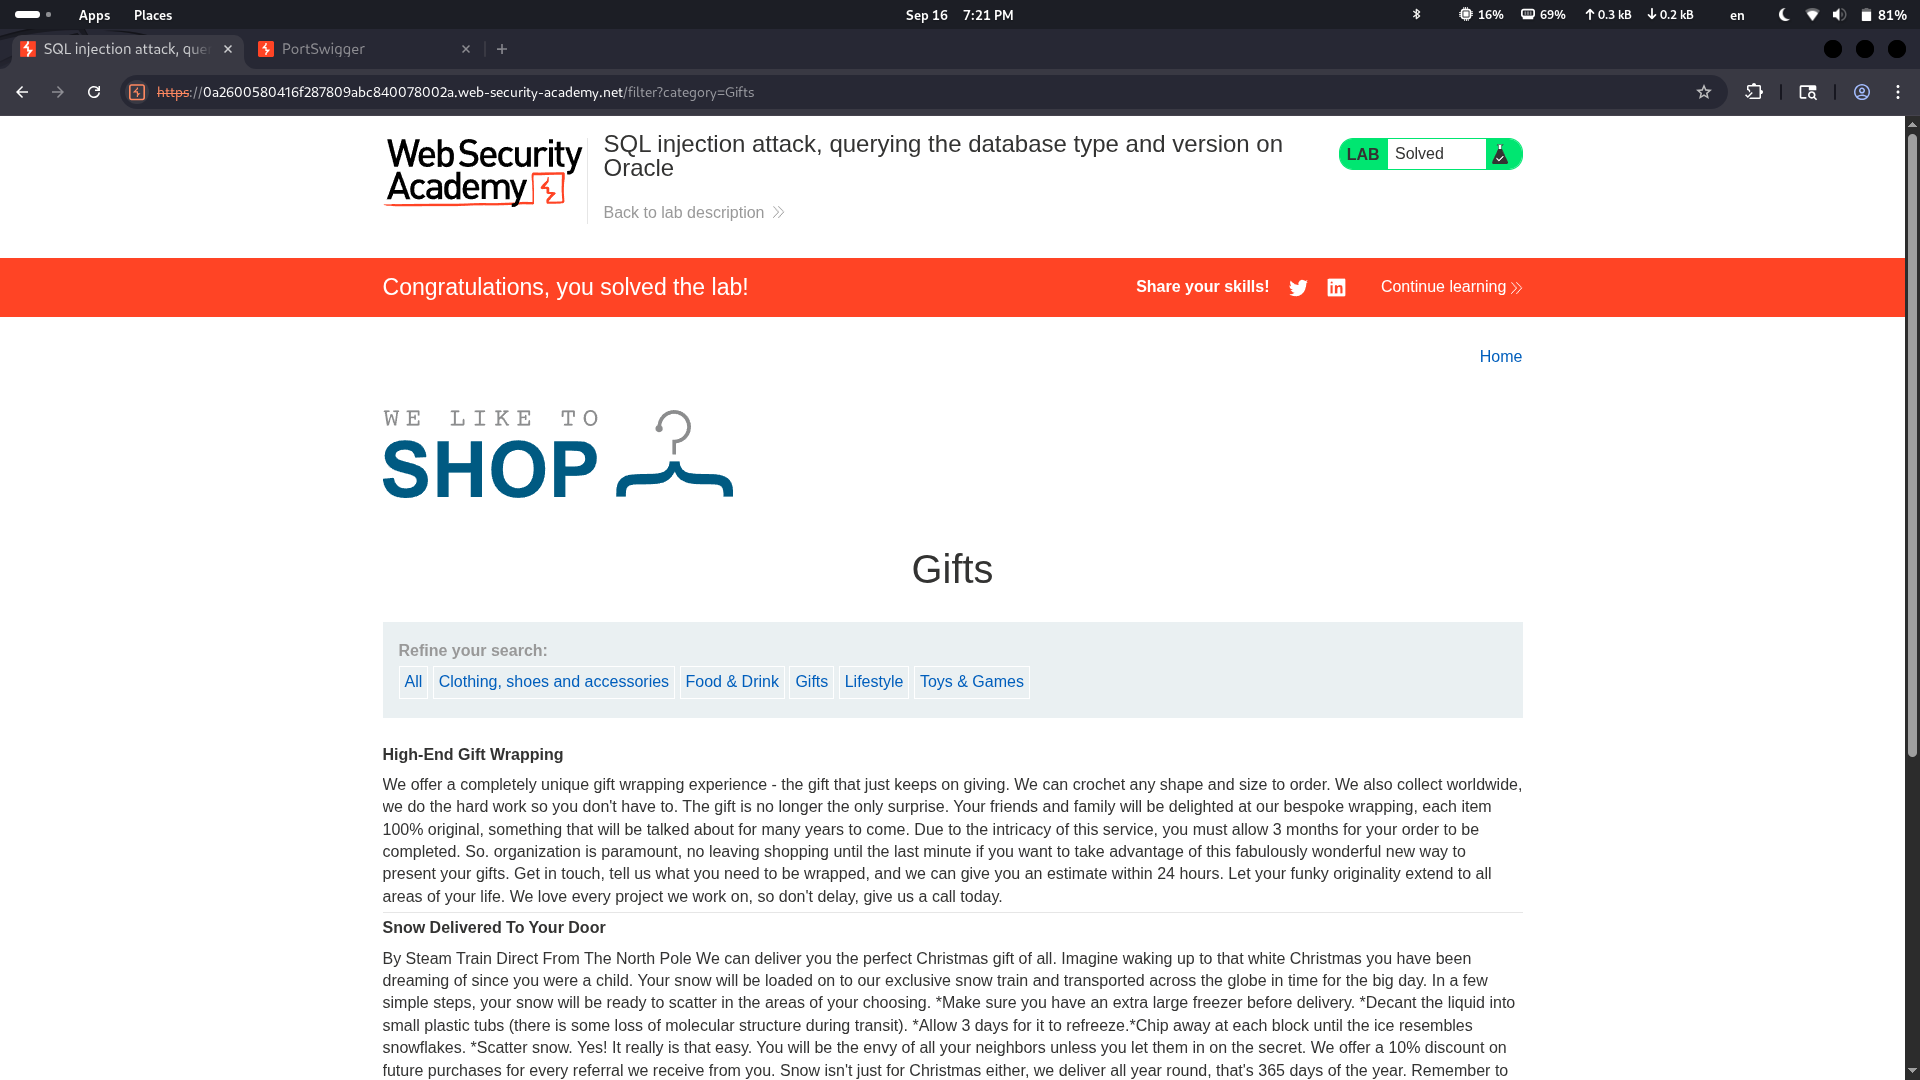 Apps Places Sep 16 7:21 PM 16% 69% 0.3 kB 0.2 kB en 81%
SQL injection attack, que PortSwigger
https://0a2600580416f287809abc840078002a.web-security-academy.net/filter?category=Gifts
Web Security
Academy
SQL injection attack, querying the database type and version on
Oracle
LAB Solved
Back to lab description
Congratulations, you solved the lab! Share your skills! Continue learning
Home
WE LIKE TO
SHOP
Gifts
Refine your search:
All Clothing, shoes and accessories Food & Drink Gifts Lifestyle Toys & Games
High-End Gift Wrapping
We offer a completely unique gift wrapping experience - the gift that just keeps on giving. We can crochet any shape and size to order. We also collect worldwide,
we do the hard work so you don't have to. The gift is no longer the only surprise. Your friends and family will be delighted at our bespoke wrapping, each item
100% original, something that will be talked about for many years to come. Due to the intricacy of this service, you must allow 3 months for your order to be
completed. So. organization is paramount, no leaving shopping until the last minute if you want to take advantage of this fabulously wonderful new way to
present your gifts. Get in touch, tell us what you need to be wrapped, and we can give you an estimate within 24 hours. Let your funky originality extend to all
areas of your life. We love every project we work on, so don't delay, give us a call today.
Snow Delivered To Your Door
By Steam Train Direct From The North Pole We can deliver you the perfect Christmas gift of all. Imagine waking up to that white Christmas you have been
dreaming of since you were a child. Your snow will be loaded on to our exclusive snow train and transported across the globe in time for the big day. In a few
simple steps, your snow will be ready to scatter in the areas of your choosing. *Make sure you have an extra large freezer before delivery. *Decant the liquid into
small plastic tubs (there is some loss of molecular structure during transit). *Allow 3 days for it to refreeze.*Chip away at each block until the ice resembles
snowflakes. *Scatter snow. Yes! It really is that easy. You will be the envy of all your neighbors unless you let them in on the secret. We offer a 10% discount on
future purchases for every referral we receive from you. Snow isn't just for Christmas either, we deliver all year round, that's 365 days of the year. Remember to